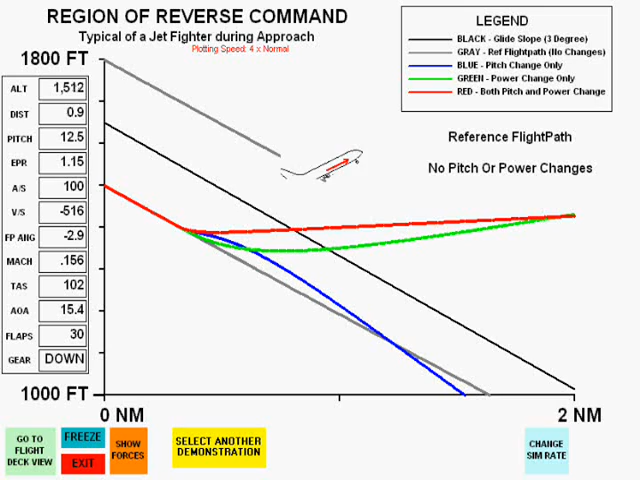 REGION OF REVERSE COMMAND
Typical of a Jet Fighter during Approach
Plotting Speed: 4 x Normal
LEGEND
BLACK - Glide Slope (3 Degree)
GRAY - Ref Flightpath (No Changes)
BLUE - Pitch Change Only
GREEN - Power Change Only
RED - Both Pitch and Power Change
1800 FT
ALT 1,512
DIST 0.9
PITCH 12.5
EPR 1.15
A/S 100
V/S -516
FP ANG -2.9
MACH .156
TAS 102
AOA 15.4
FLAPS 30
GEAR DOWN
Reference FlightPath
No Pitch Or Power Changes
1000 FT
0 NM
2 NM
GO TO
FLIGHT
DECK VIEW
FREEZE
EXIT
SHOW
FORCES
SELECT ANOTHER
DEMONSTRATION
CHANGE
SIM RATE